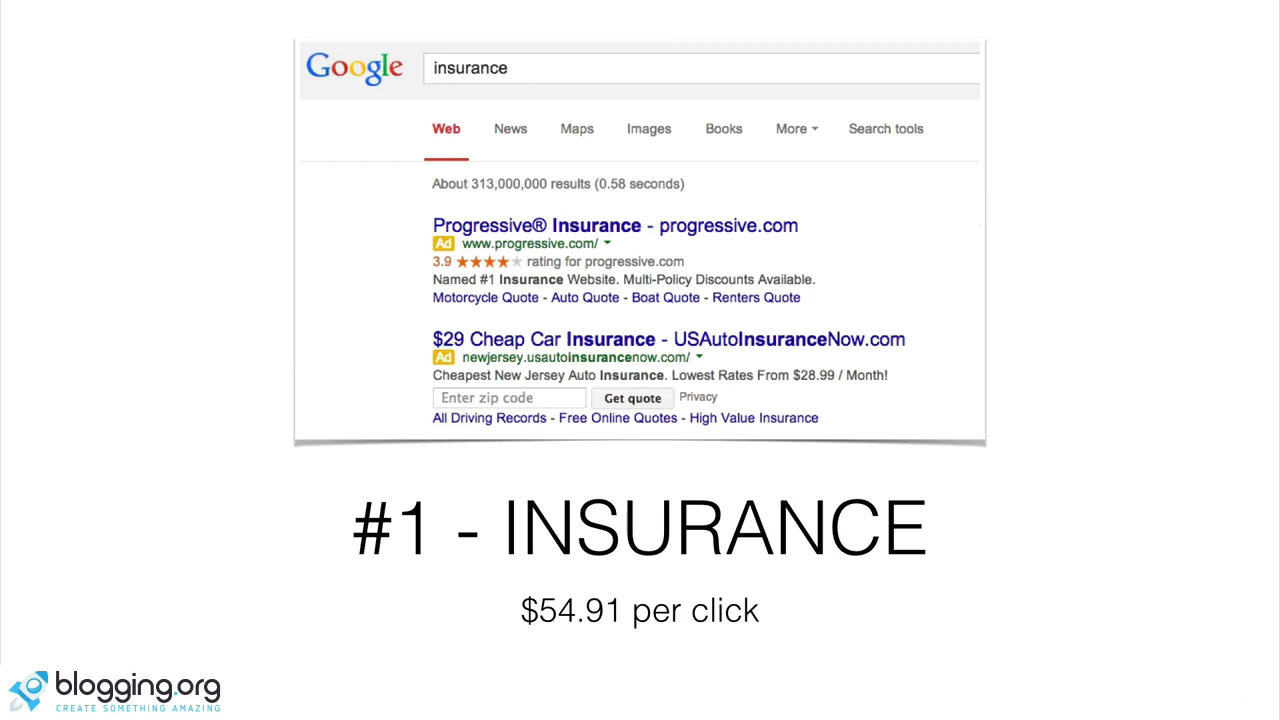 Google
insurance
Web News Maps Images Books More Search tools
About 313,000,000 results (0.58 seconds)
Progressive® Insurance - progressive.com
Ad www.progressive.com/
3.9 ★★★★★ rating for progressive.com
Named #1 Insurance Website. Multi-Policy Discounts Available.
Motorcycle Quote - Auto Quote - Boat Quote - Renters Quote
$29 Cheap Car Insurance - USAutoInsuranceNow.com
Ad newjersey.usautoinsurancenow.com/
Cheapest New Jersey Auto Insurance. Lowest Rates From $28.99 / Month!
Enter zip code Get quote Privacy
All Driving Records - Free Online Quotes - High Value Insurance
#1 - INSURANCE
$54.91 per click
blogging.org
CREATE SOMETHING AMAZING